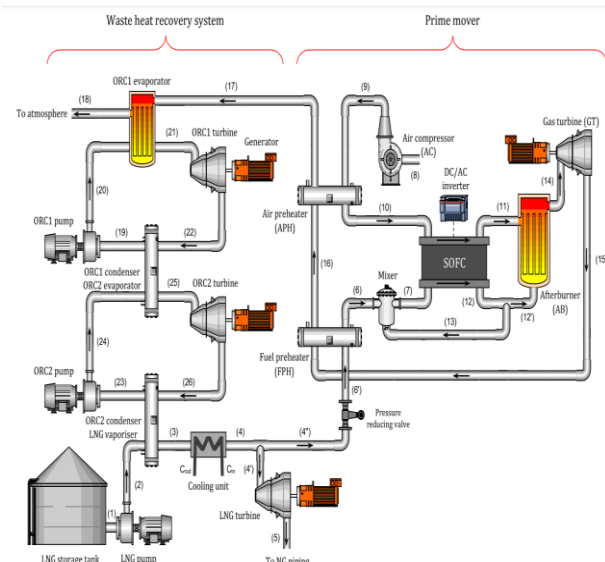 Waste heat recovery system
Prime mover
ORC1 evaporator
(17)
(9)
(18)
To atmosphere
(21)
ORC1 turbine
Generator
Gas turbine (GT)
Air compressor
(AC)
(8)
DC/AC
inverter
(14)
(20)
ORC1 pump
(19)
(22)
Air preheater
(APH)
(10)
(11)
(16)
SOFC
(15
ORC1 condenser
ORC2 evaporator
(25)
ORC2 turbine
Mixer
(6)
(7)
(12)
(12')
Afterburner
(AB)
(13)
(24)
ORC2 pump
(23)
(26)
Fuel preheater
(FPH)
(6')
ORC2 condenser
LNG vaporiser
(3)
(4)
(4")
Pressure
reducing valve
(2)
Cout
Cin
(4')
Cooling unit
(1)
LNG turbine
(5)
LNG storage tank
LNG pump
To NG piping